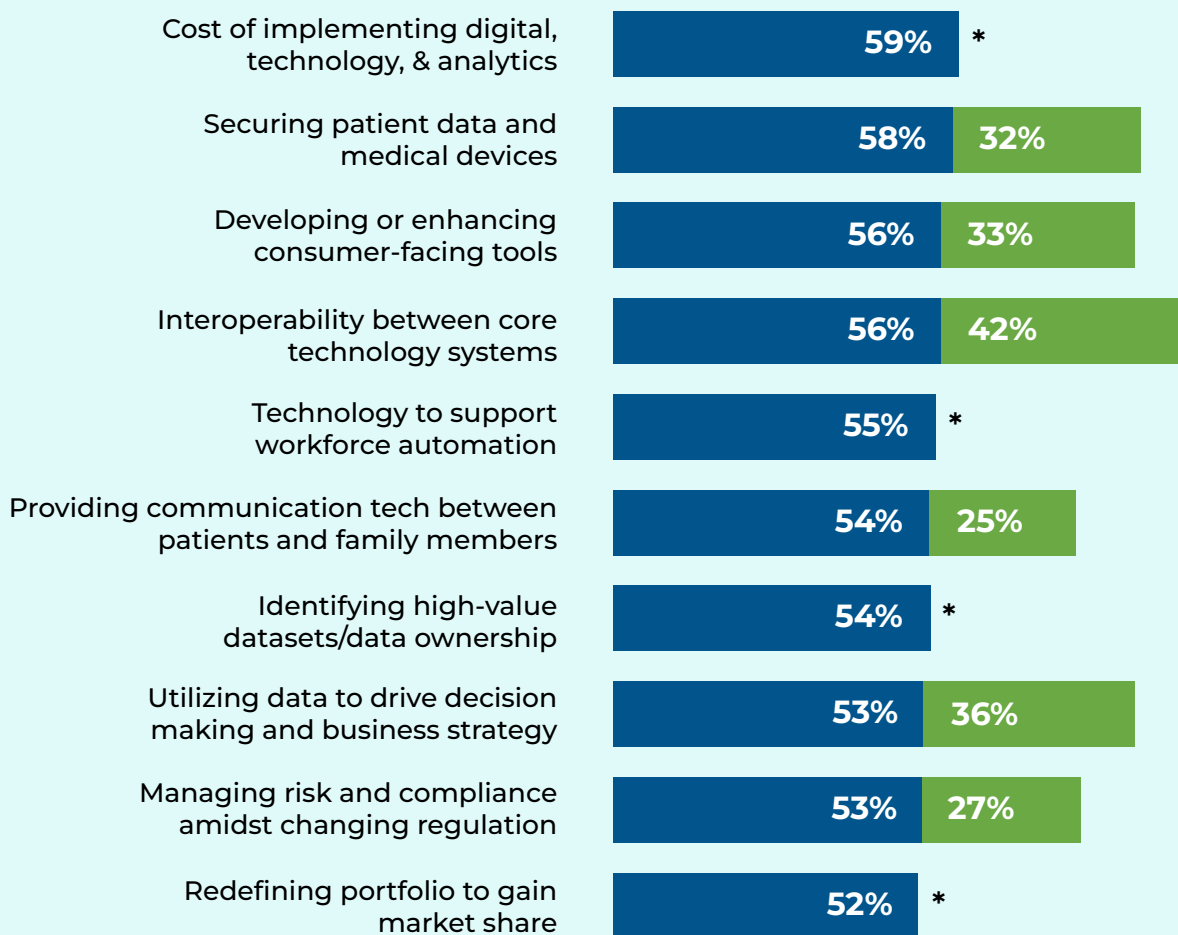 Cost of implementing digital,
technology, & analytics
59% *
Securing patient data and
medical devices
58% 32%
Developing or enhancing
consumer-facing tools
56% 33%
Interoperability between core
technology systems
56% 42%
Technology to support
workforce automation
55% *
Providing communication tech between
patients and family members
54% 25%
Identifying high-value
datasets/data ownership
54% *
Utilizing data to drive decision
making and business strategy
53% 36%
Managing risk and compliance
amidst changing regulation
53% 27%
Redefining portfolio to gain
market share
52% *